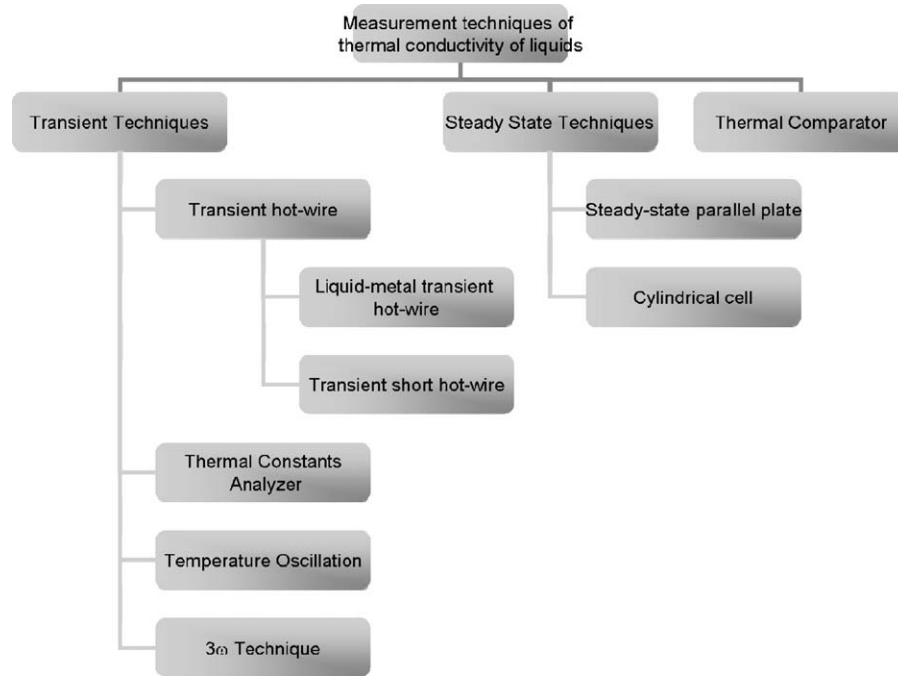 Measurement techniques of
thermal conductivity of liquids
Transient Techniques
Steady State Techniques
Thermal Comparator
Transient hot-wire
Steady-state parallel plate
Liquid-metal transient
hot-wire
Cylindrical cell
Transient short hot-wire
Thermal Constants
Analyzer
Temperature Oscillation
3ω Technique